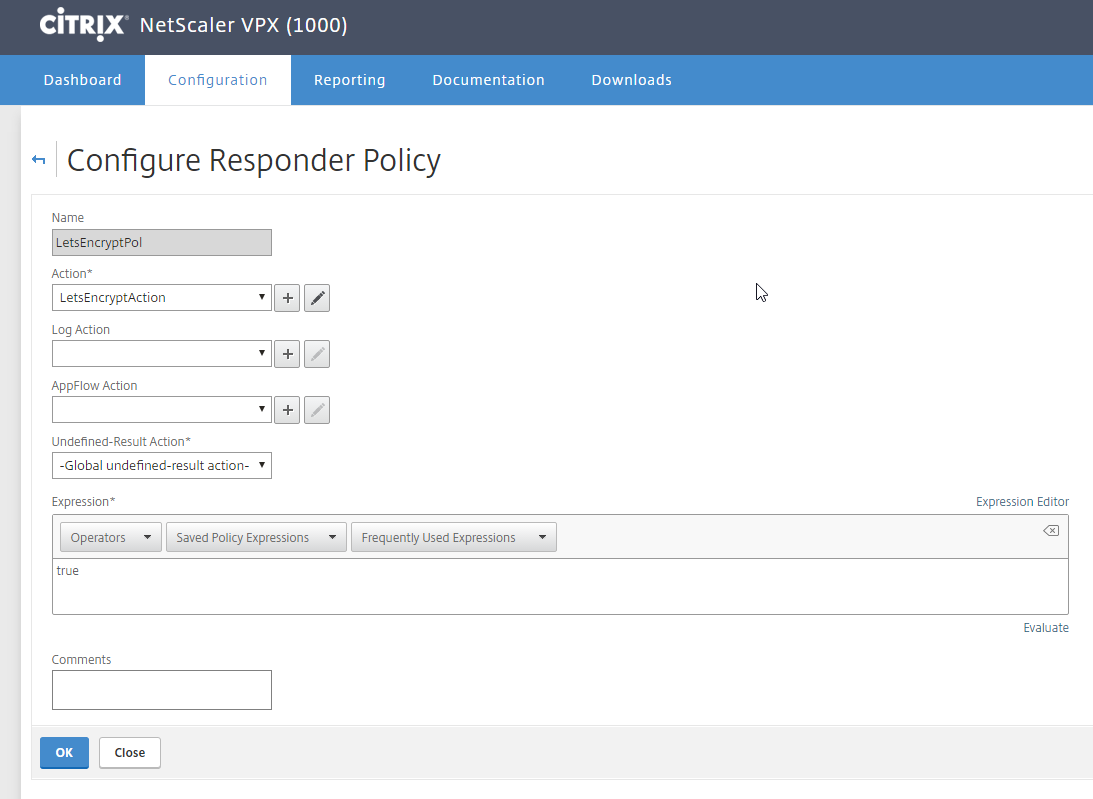 CİTRIX® NetScaler VPX (1000)
Dashboard Configuration Reporting Documentation Downloads
Configure Responder Policy
Name
LetsEncryptPol
Action*
LetsEncryptAction
Log Action
AppFlow Action
Undefined-Result Action*
-Global undefined-result action-
Expression* Expression Editor
Operators Saved Policy Expressions Frequently Used Expressions
true
Evaluate
Comments
OK Close